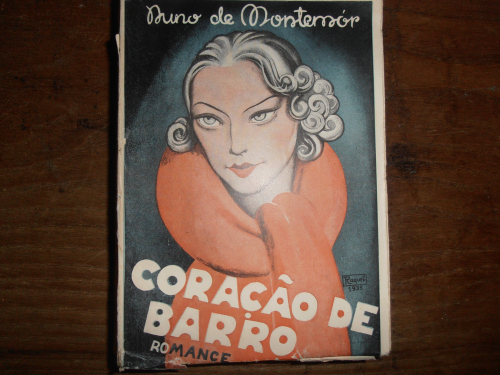 Nuno de Montemór
CORAÇÃO DE
BARRO
ROMANCE